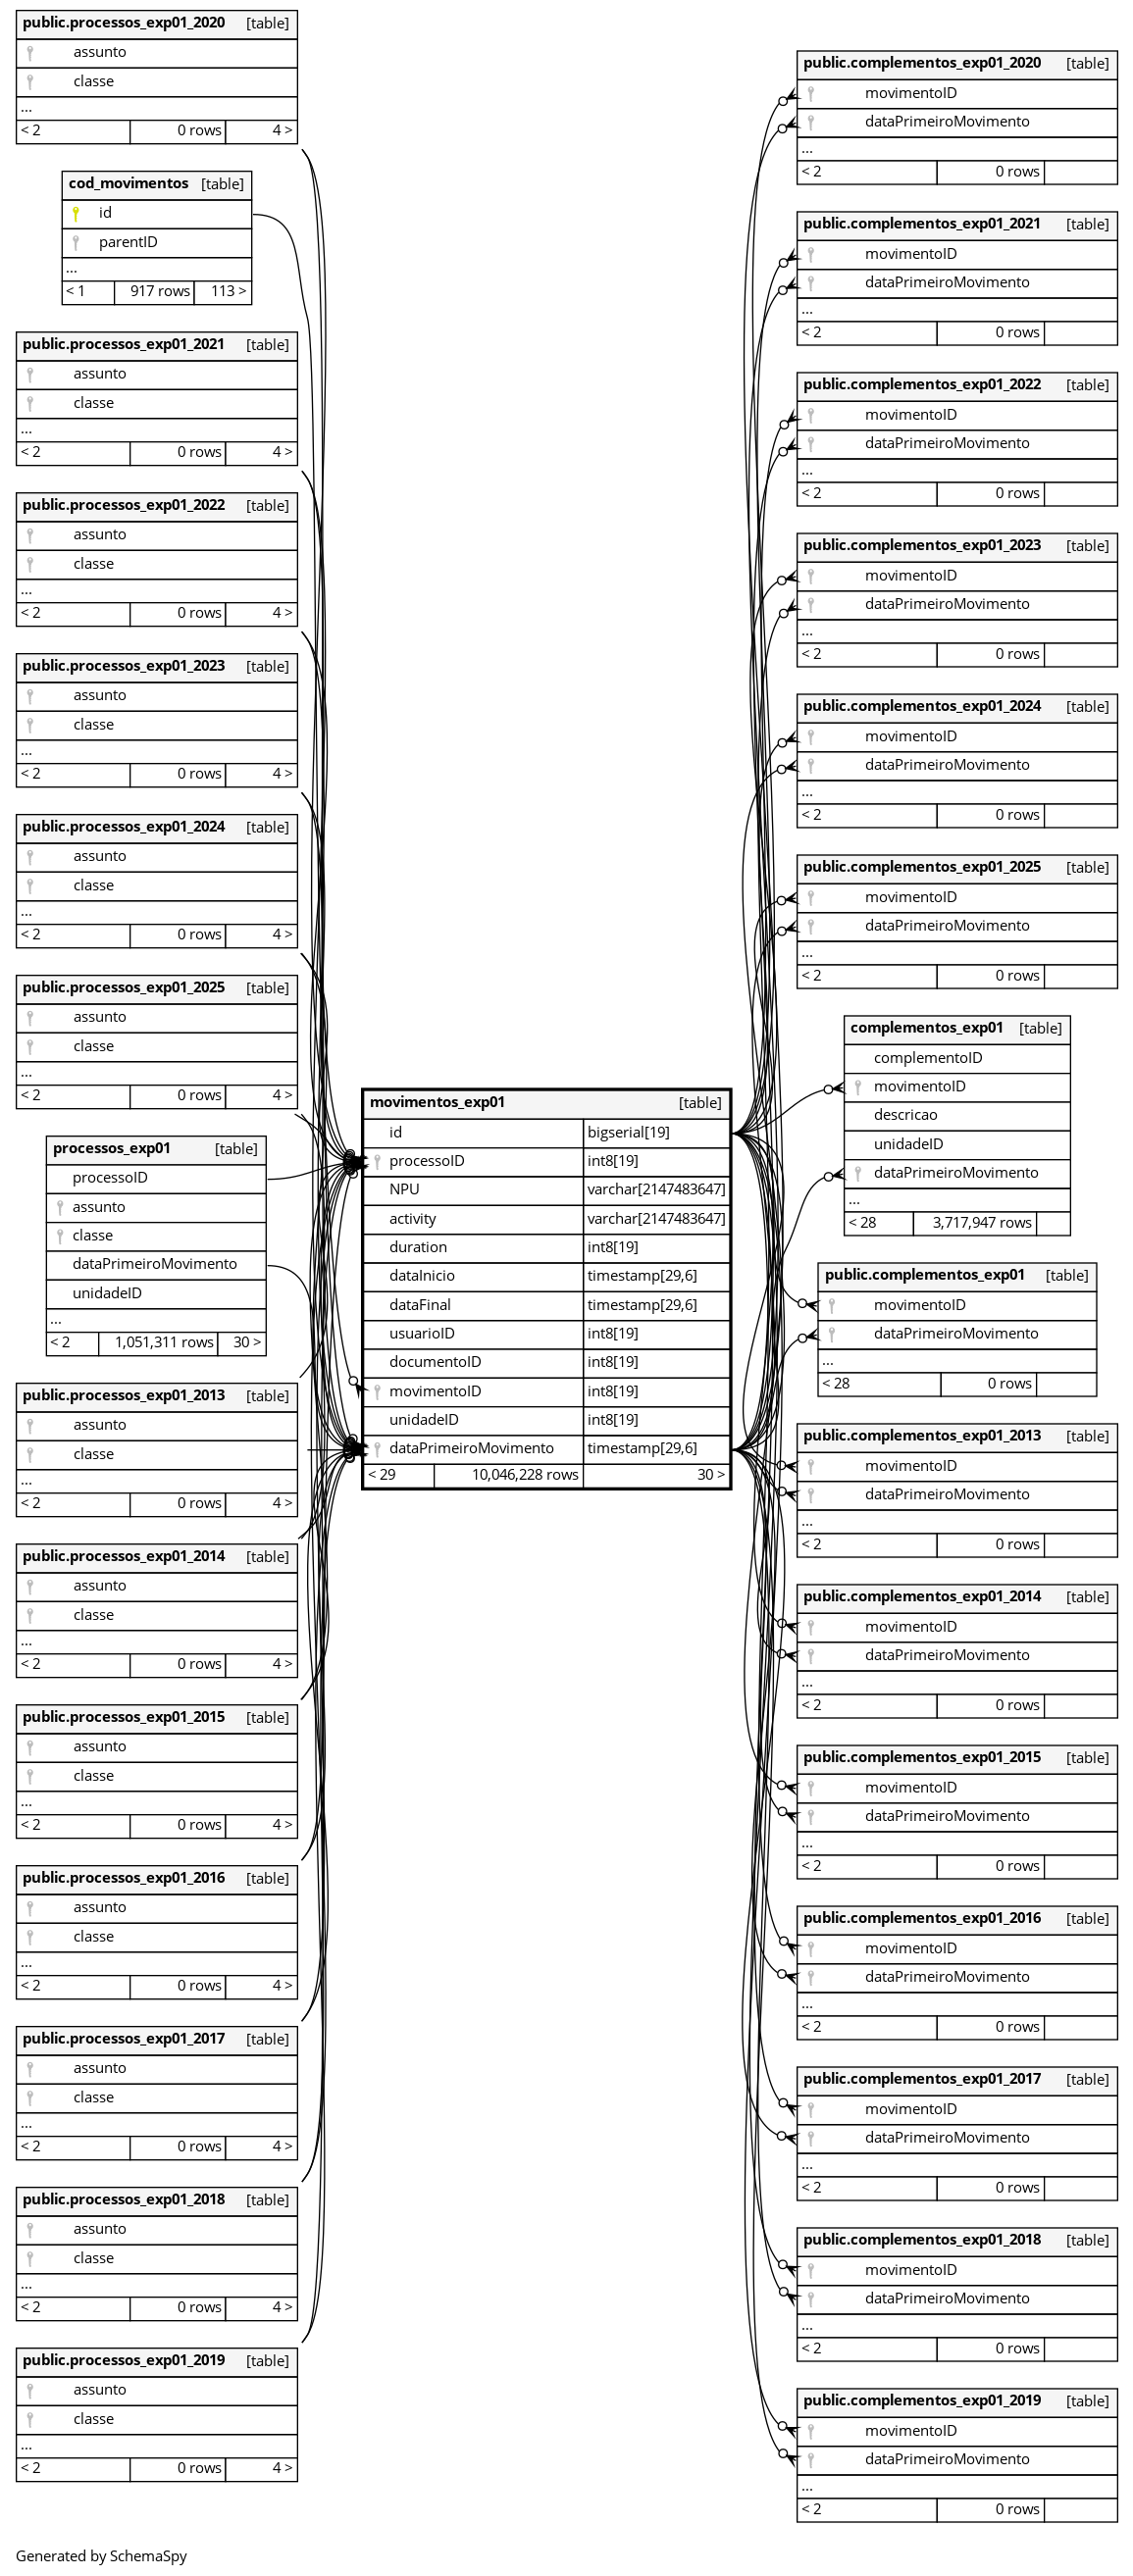 public.processos_exp01_2020 [table]
assunto
classe
...
< 2 0 rows 4 >
cod_movimentos [table]
id
parentID
...
< 1 917 rows 113 >
public.processos_exp01_2021 [table]
assunto
classe
...
< 2 0 rows 4 >
public.processos_exp01_2022 [table]
assunto
classe
...
< 2 0 rows 4 >
public.processos_exp01_2023 [table]
assunto
classe
...
< 2 0 rows 4 >
public.processos_exp01_2024 [table]
assunto
classe
...
< 2 0 rows 4 >
public.processos_exp01_2025 [table]
assunto
classe
...
< 2 0 rows 4 >
processos_exp01 [table]
processoID
assunto
classe
dataPrimeiroMovimento
unidadeID
...
< 2 1,051,311 rows 30 >
public.processos_exp01_2013 [table]
assunto
classe
...
< 2 0 rows 4 >
public.processos_exp01_2014 [table]
assunto
classe
...
< 2 0 rows 4 >
public.processos_exp01_2015 [table]
assunto
classe
...
< 2 0 rows 4 >
public.processos_exp01_2016 [table]
assunto
classe
...
< 2 0 rows 4 >
public.processos_exp01_2017 [table]
assunto
classe
...
< 2 0 rows 4 >
public.processos_exp01_2018 [table]
assunto
classe
...
< 2 0 rows 4 >
public.processos_exp01_2019 [table]
assunto
classe
...
< 2 0 rows 4 >
movimentos_exp01 [table]
id bigserial[19]
processoID int8[19]
NPU varchar[2147483647]
activity varchar[2147483647]
duration int8[19]
dataInicio timestamp[29,6]
dataFinal timestamp[29,6]
usuarioID int8[19]
documentoID int8[19]
movimentoID int8[19]
unidadeID int8[19]
dataPrimeiroMovimento timestamp[29,6]
< 29 10,046,228 rows 30 >
public.complementos_exp01_2020 [table]
movimentoID
dataPrimeiroMovimento
...
< 2 0 rows
public.complementos_exp01_2021 [table]
movimentoID
dataPrimeiroMovimento
...
< 2 0 rows
public.complementos_exp01_2022 [table]
movimentoID
dataPrimeiroMovimento
...
< 2 0 rows
public.complementos_exp01_2023 [table]
movimentoID
dataPrimeiroMovimento
...
< 2 0 rows
public.complementos_exp01_2024 [table]
movimentoID
dataPrimeiroMovimento
...
< 2 0 rows
public.complementos_exp01_2025 [table]
movimentoID
dataPrimeiroMovimento
...
< 2 0 rows
complementos_exp01 [table]
complementoID
movimentoID
descricao
unidadeID
dataPrimeiroMovimento
...
< 28 3,717,947 rows
public.complementos_exp01 [table]
movimentoID
dataPrimeiroMovimento
...
< 28 0 rows
public.complementos_exp01_2013 [table]
movimentoID
dataPrimeiroMovimento
...
< 2 0 rows
public.complementos_exp01_2014 [table]
movimentoID
dataPrimeiroMovimento
...
< 2 0 rows
public.complementos_exp01_2015 [table]
movimentoID
dataPrimeiroMovimento
...
< 2 0 rows
public.complementos_exp01_2016 [table]
movimentoID
dataPrimeiroMovimento
...
< 2 0 rows
public.complementos_exp01_2017 [table]
movimentoID
dataPrimeiroMovimento
...
< 2 0 rows
public.complementos_exp01_2018 [table]
movimentoID
dataPrimeiroMovimento
...
< 2 0 rows
public.complementos_exp01_2019 [table]
movimentoID
dataPrimeiroMovimento
...
< 2 0 rows
Generated by SchemaSpy